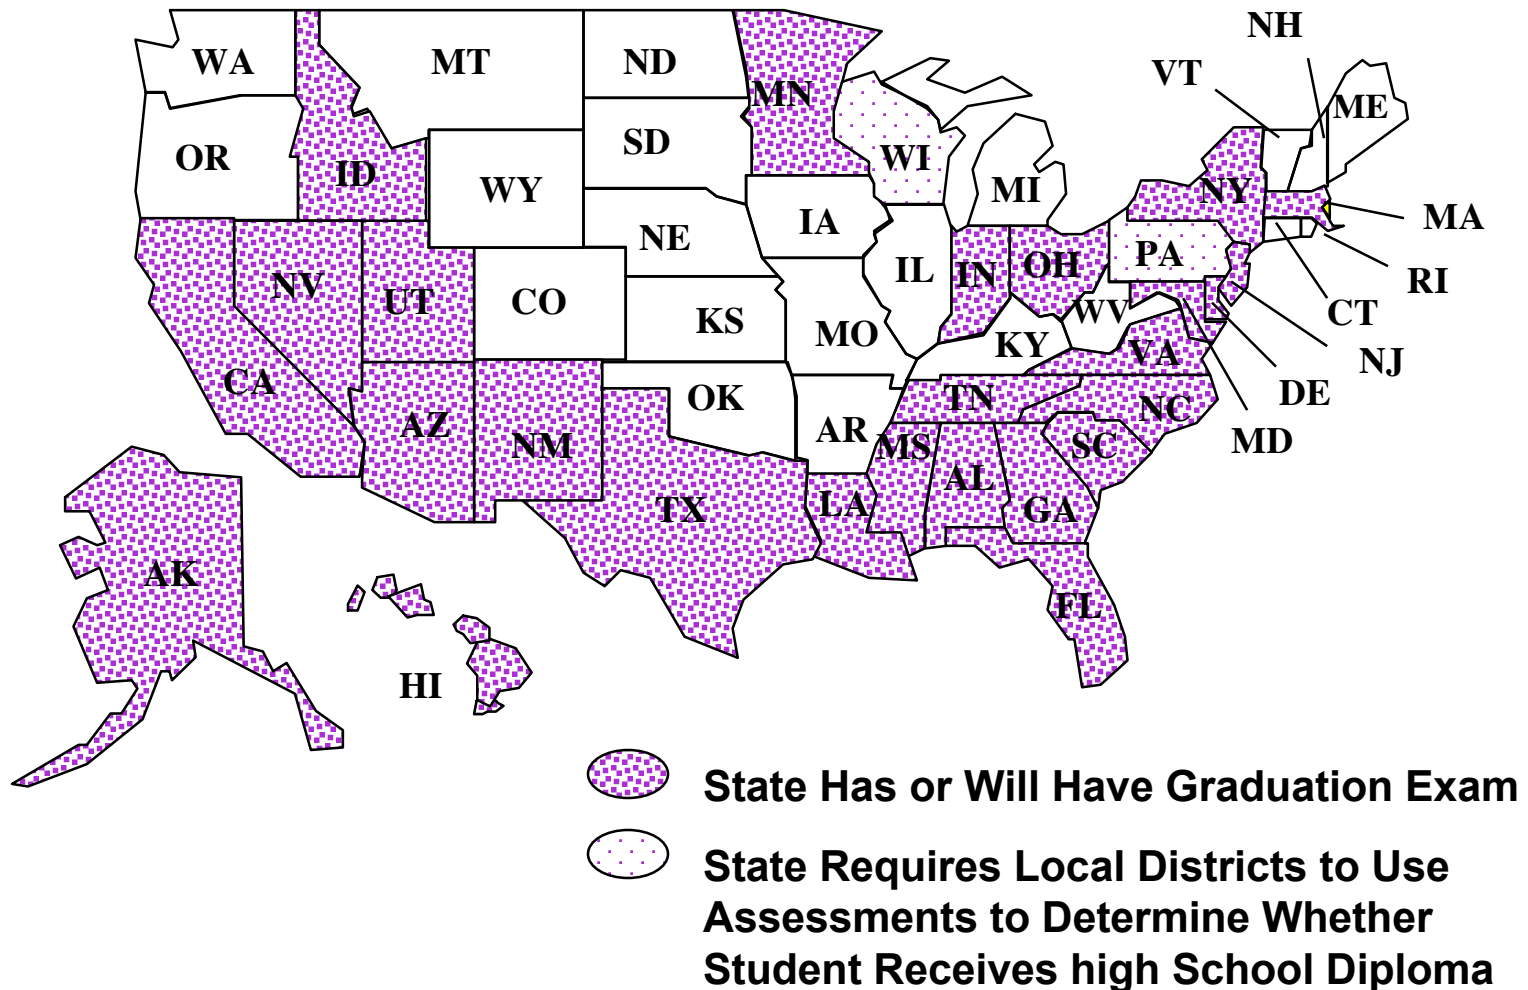 NH
WA
MT
ND
VT
MN
ME
OR
SD
WI
ID
WY
MI
NY
IA
MA
NE
PA
IL
IN
OH
RI
NV
UT
CO
WV
CT
KS
MO
KY
VA
NJ
CA
DE
OK
TN
NC
AZ
AR
MD
NM
MS
SC
AL
TX
LA
GA
AK
FL
HI
State Has or Will Have Graduation Exam
State Requires Local Districts to Use
Assessments to Determine Whether
Student Receives high School Diploma